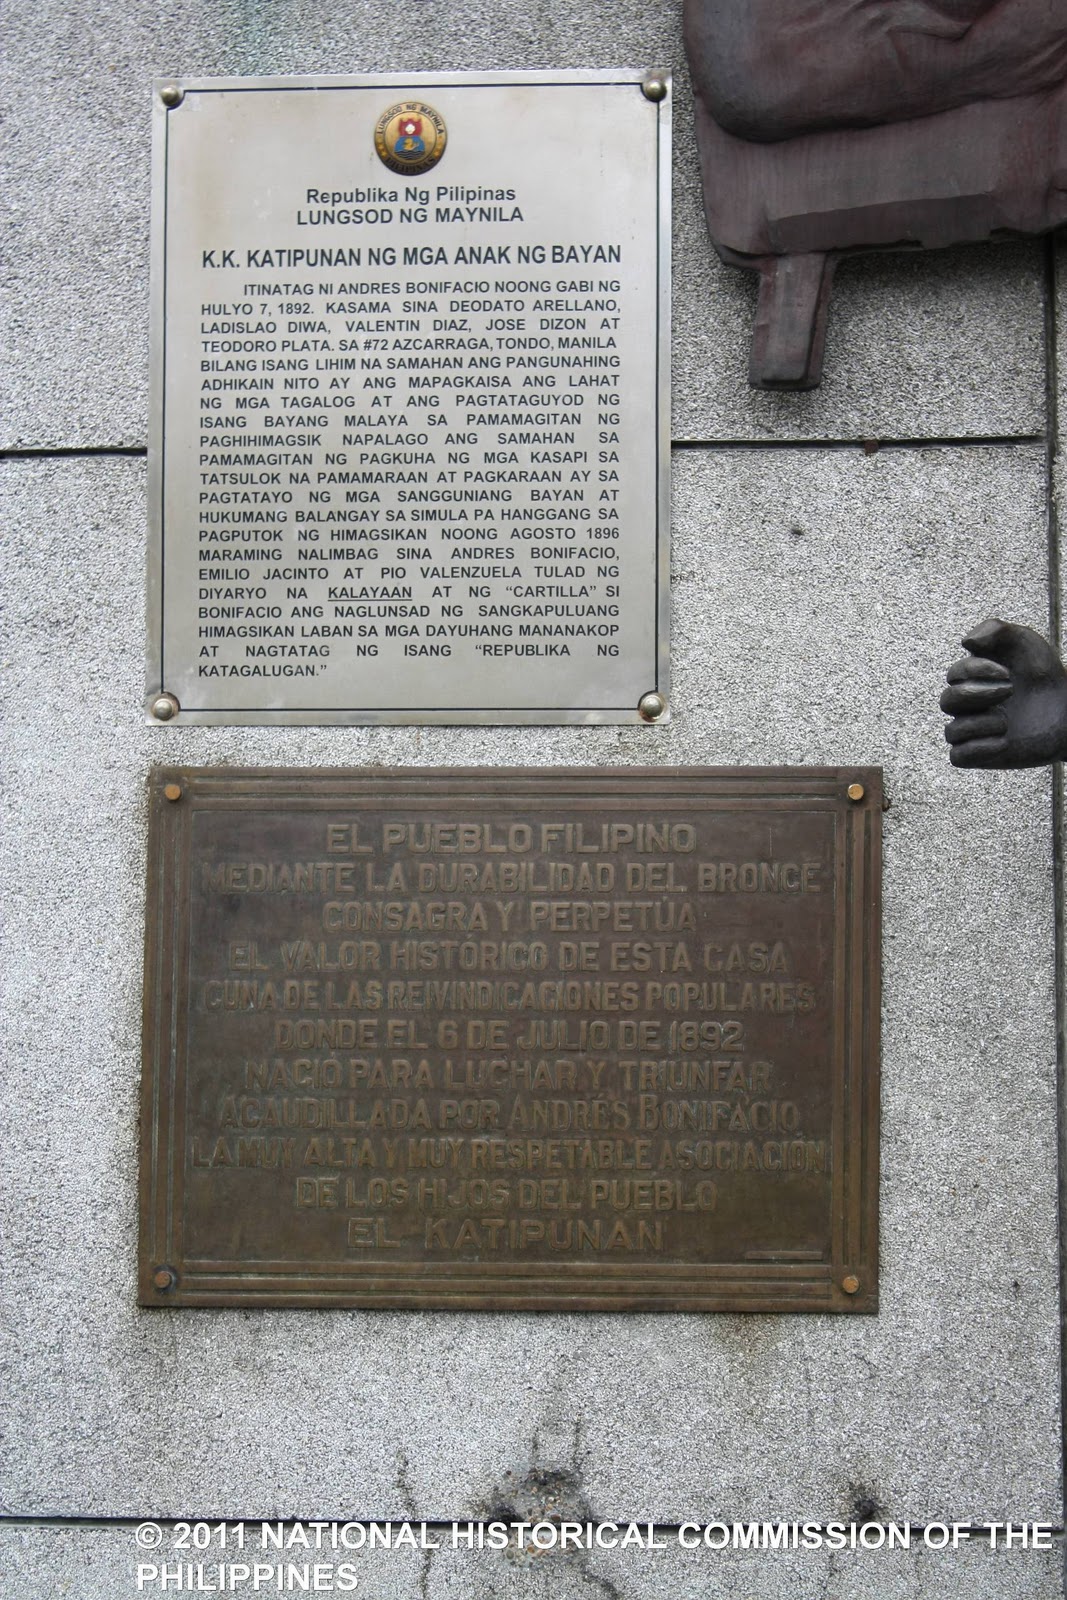 LUNGSOD NG MAYNILA
PILIPINAS
Republika Ng Pilipinas
LUNGSOD NG MAYNILA
K.K. KATIPUNAN NG MGA ANAK NG BAYAN
ITINATAG NI ANDRES BONIFACIO NOONG GABI NG
HULYO 7, 1892. KASAMA SINA DEODATO ARELLANO,
LADISLAO DIWA, VALENTIN DIAZ, JOSE DIZON AT
TEODORO PLATA. SA #72 AZCARRAGA, TONDO, MANILA
BILANG ISANG LIHIM NA SAMAHAN ANG PANGUNAHING
ADHIKAIN NITO AY ANG MAPAGKAISA ANG LAHAT
NG MGA TAGALOG AT ANG PAGTATAGUYOD NG
ISANG BAYANG MALAYA SA PAMAMAGITAN NG
PAGHIHIMAGSIK NAPALAGO ANG SAMAHAN SA
PAMAMAGITAN NG PAGKUHA NG MGA KASAPI SA
TATSULOK NA PAMAMARAAN AT PAGKARAAN AY SA
PAGTATAYO NG MGA SANGGUNIANG BAYAN AT
HUKUMANG BALANGAY SA SIMULA PA HANGGANG SA
PAGPUTOK NG HIMAGSIKAN NOONG AGOSTO 1896
MARAMING NALIMBAG SINA ANDRES BONIFACIO,
EMILIO JACINTO AT PIO VALENZUELA TULAD NG
DIYARYO NA KALAYAAN AT NG “CARTILLA” SI
BONIFACIO ANG NAGLUNSAD NG SANGKAPULUANG
HIMAGSIKAN LABAN SA MGA DAYUHANG MANANAKOP
AT NAGTATAG NG ISANG “REPUBLIKA NG
KATAGALUGAN.”
EL PUEBLO FILIPINO
MEDIANTE LA DURABILIDAD DEL BRONCE
CONSAGRA Y PERPETÚA
EL VALOR HISTÓRICO DE ESTA CASA
CUNA DE LAS REIVINDICACIONES POPULARES
DONDE EL 6 DE JULIO DE 1892
NACIÓ PARA LUCHAR Y TRIUNFAR
ACAUDILLADA POR ANDRÉS BONIFACIO
LA MUY ALTA Y MUY RESPETABLE ASOCIACIÓN
DE LOS HIJOS DEL PUEBLO
EL KATIPUNAN
© 2011 NATIONAL HISTORICAL COMMISSION OF THE
PHILIPPINES